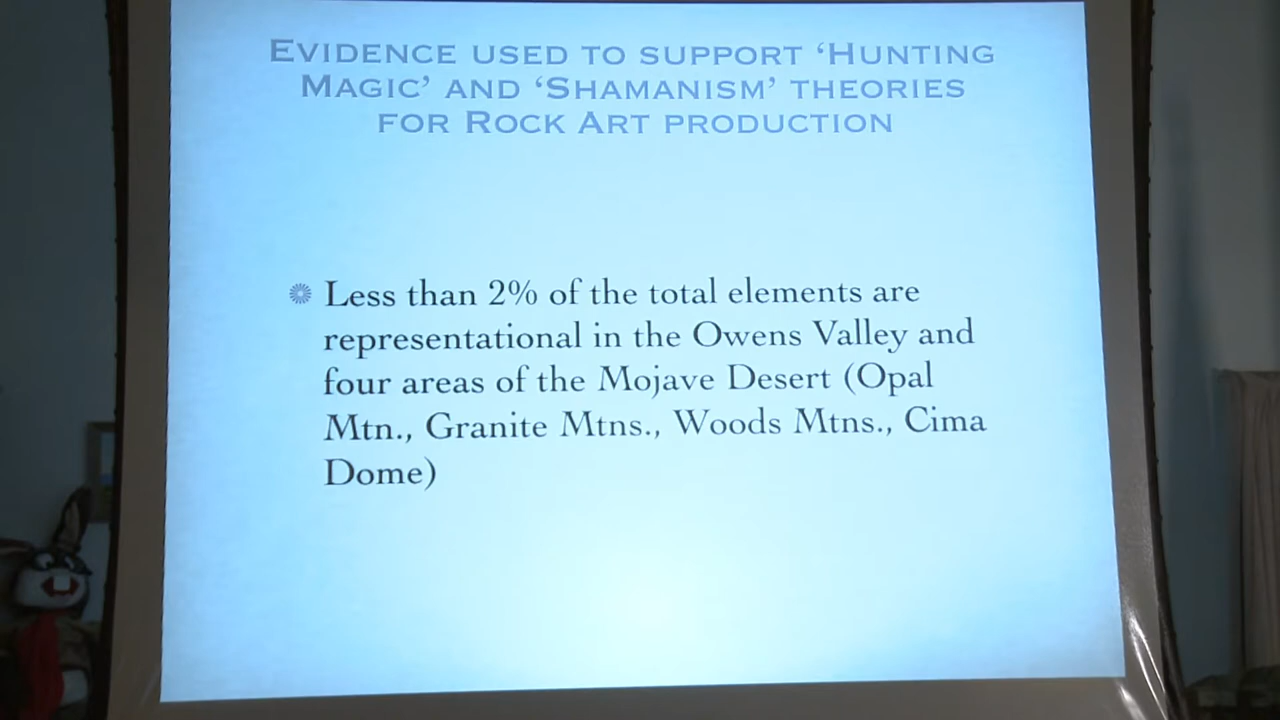 EVIDENCE USED TO SUPPORT ‘HUNTING
MAGIC’ AND ‘SHAMANISM’ THEORIES
FOR ROCK ART PRODUCTION
Less than 2% of the total elements are
representational in the Owens Valley and
four areas of the Mojave Desert (Opal
Mtn., Granite Mtns., Woods Mtns., Cima
Dome)